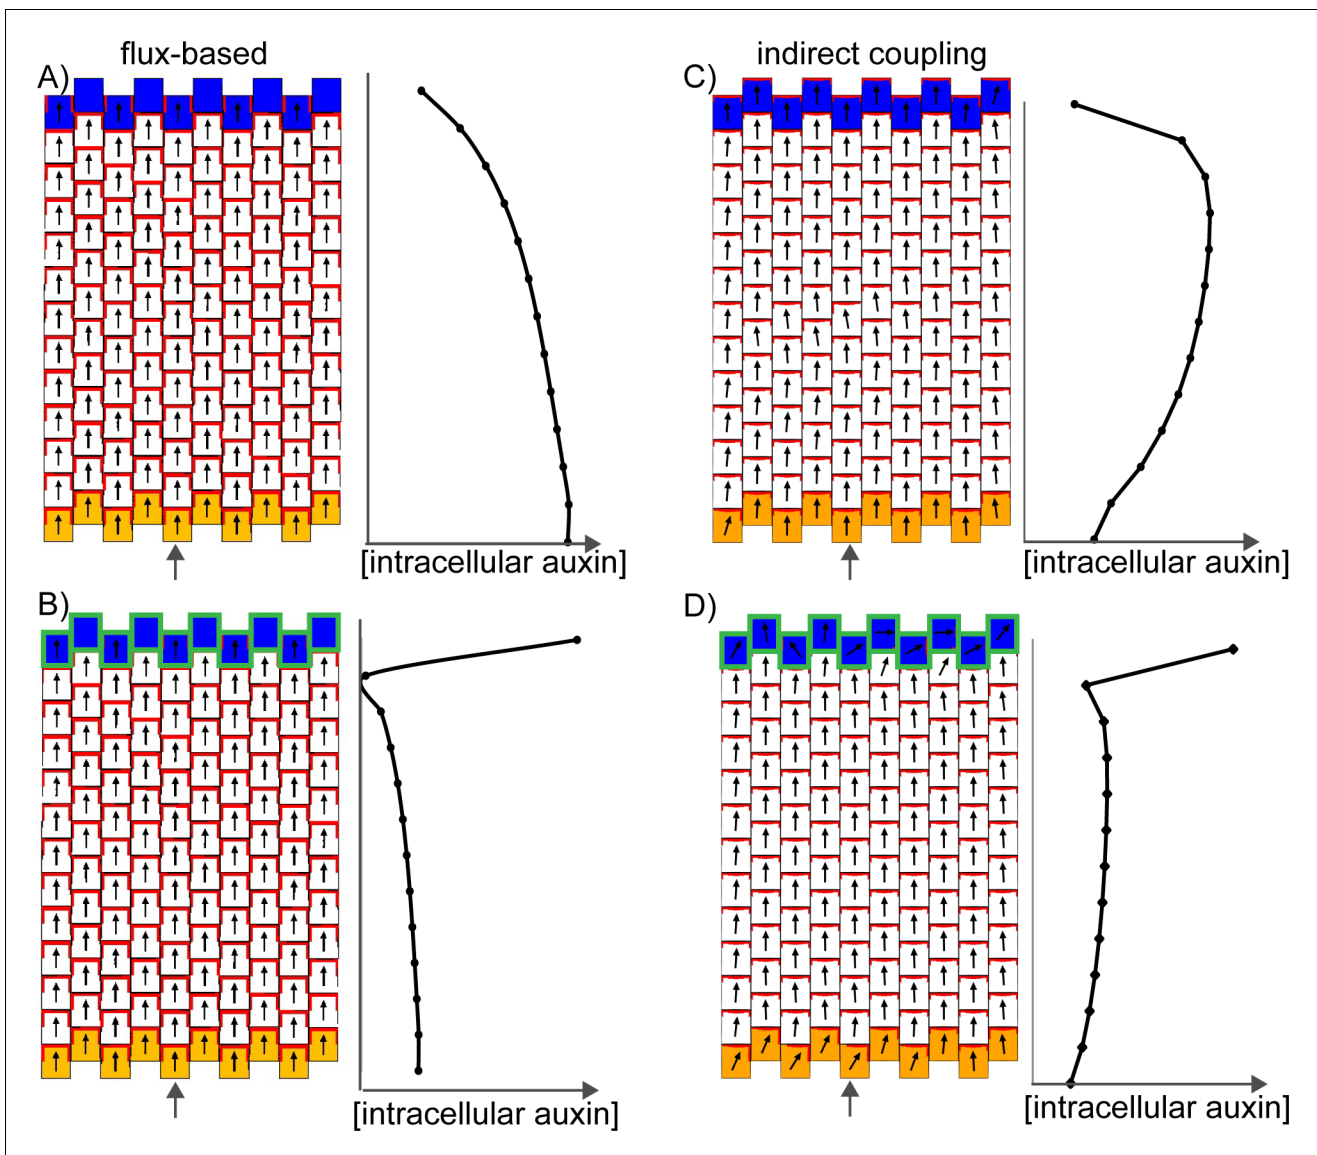 flux-based
A)
[intracellular auxin]
B)
[intracellular auxin]
indirect coupling
C)
[intracellular auxin]
D)
[intracellular auxin]